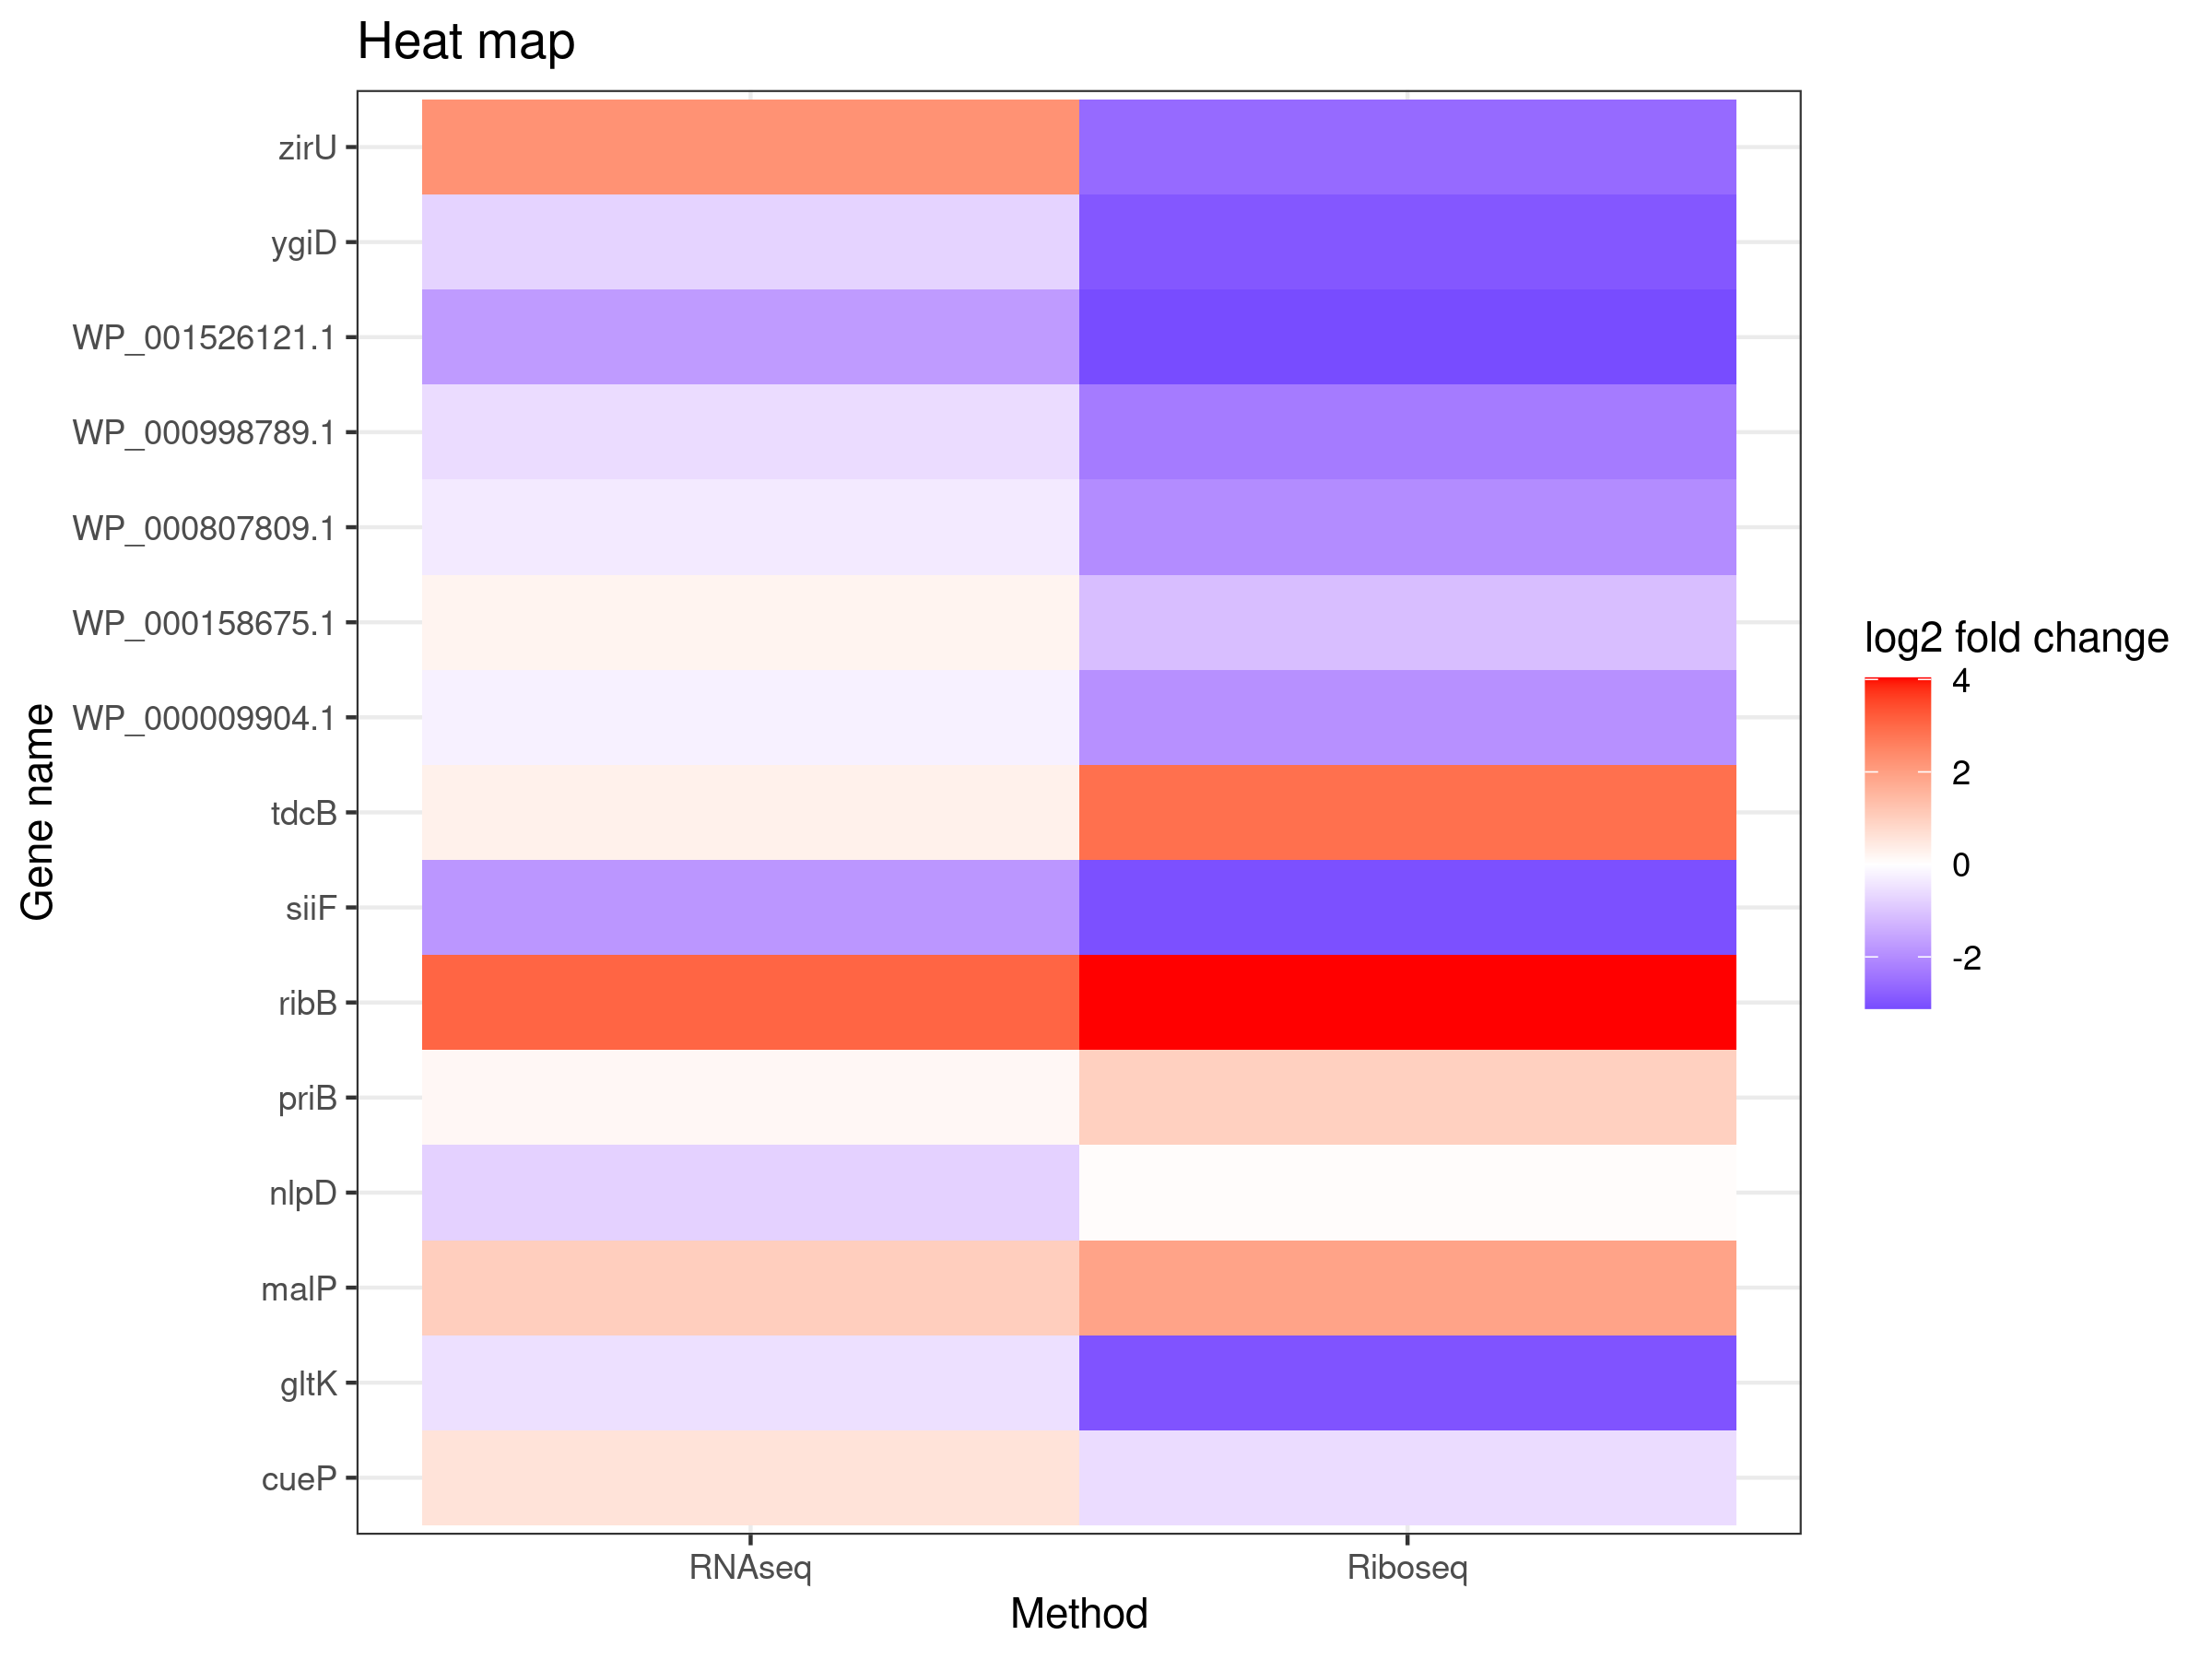 Heat map
Gene name
zirU
ygiD
WP_001526121.1
WP_000998789.1
WP_000807809.1
WP_000158675.1
WP_000009904.1
tdcB
siiF
ribB
priB
nlpD
malP
gltK
cueP
RNAseq Riboseq
Method
log2 fold change
4
2
0
-2